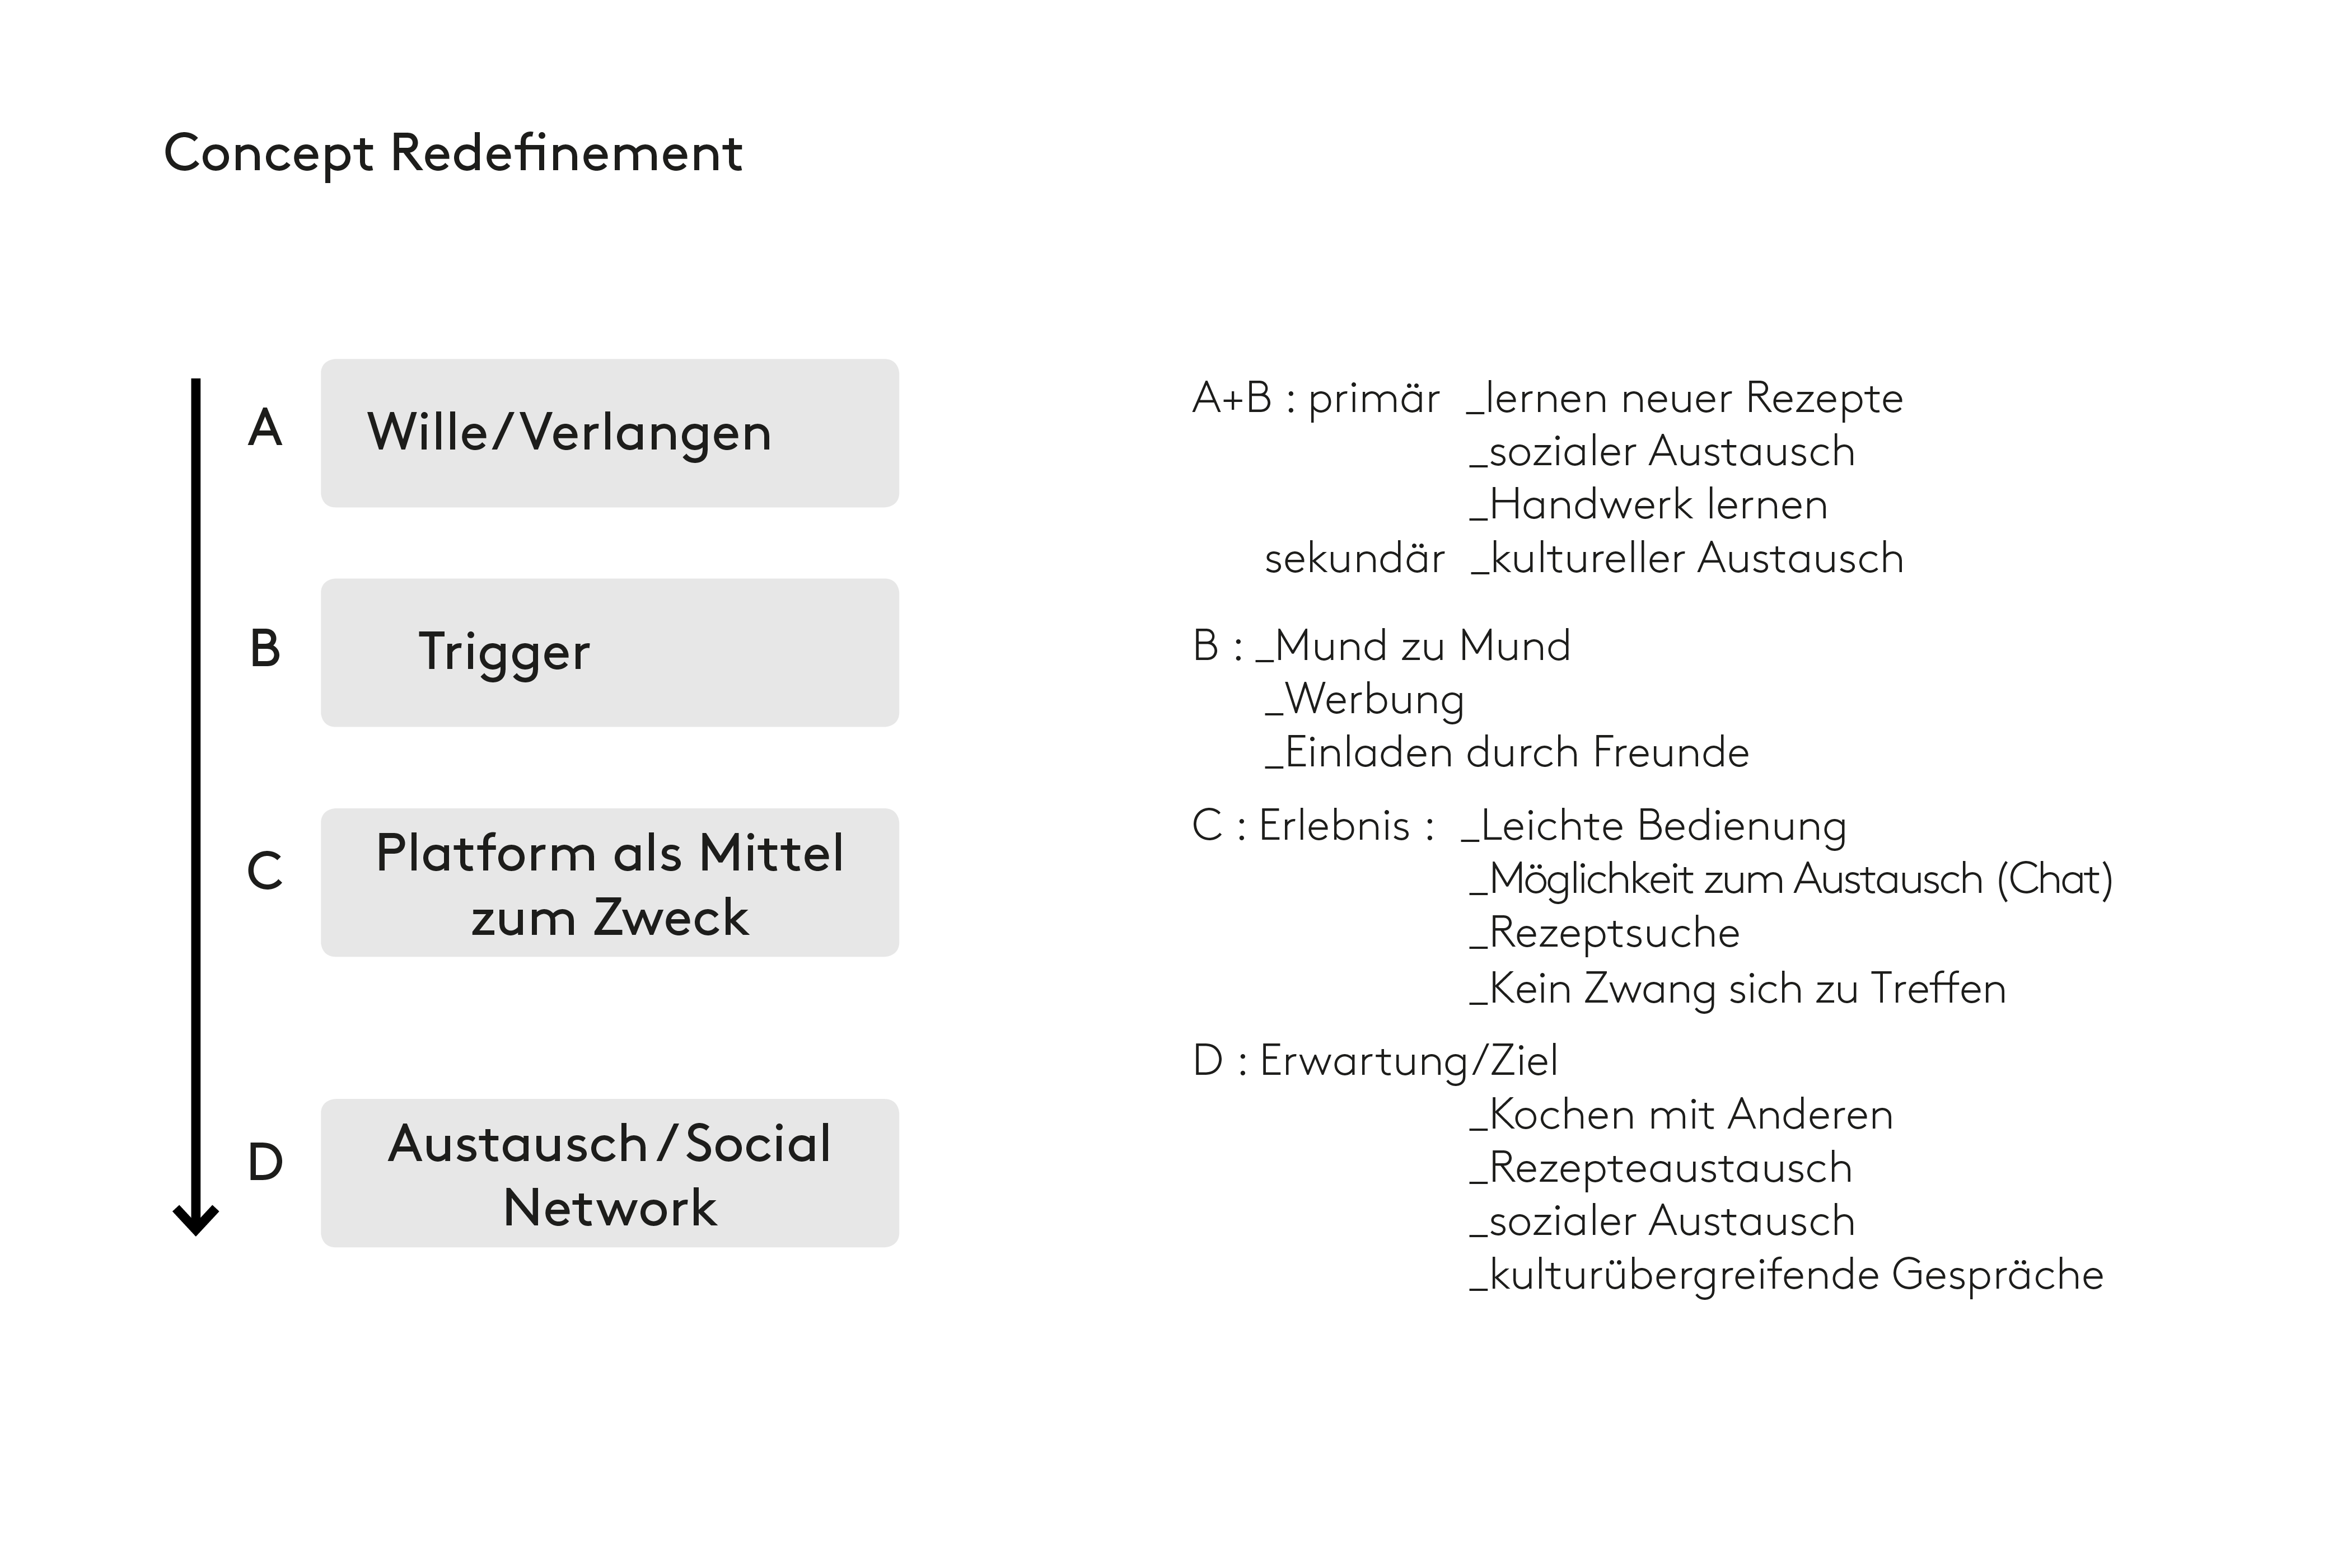 Concept Redefinement
A
Wille/Verlangen
B
Trigger
C
Platform als Mittel
zum Zweck
D
Austausch/Social
Network
A+B : primär _lernen neuer Rezepte
_sozialer Austausch
_Handwerk lernen
sekundär _kultureller Austausch
B : _Mund zu Mund
_Werbung
_Einladen durch Freunde
C : Erlebnis : _Leichte Bedienung
_Möglichkeit zum Austausch (Chat)
_Rezeptsuche
_Kein Zwang sich zu Treffen
D : Erwartung/Ziel
_Kochen mit Anderen
_Rezepteaustausch
_sozialer Austausch
_kulturübergreifende Gespräche